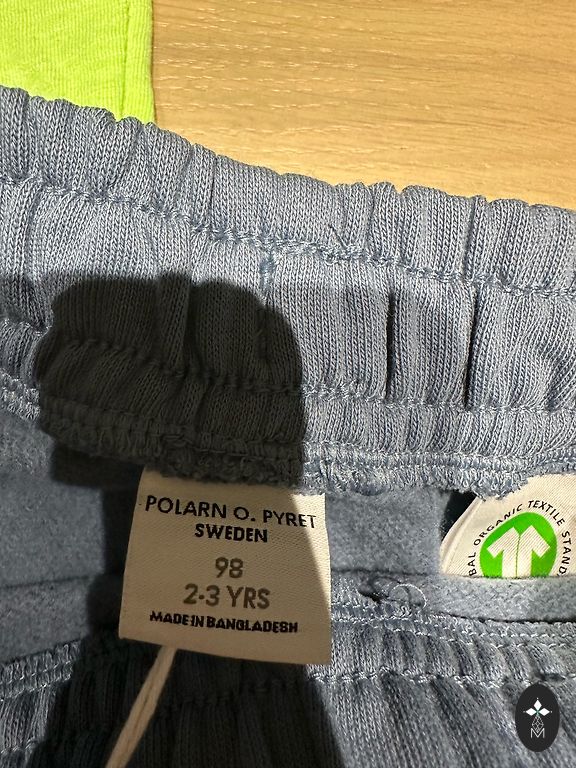 POLARN O. PYRET
SWEDEN
98
2-3 YRS
MADE IN BANGLADESH
BAL ORGANIC TEXTILE STAND
M